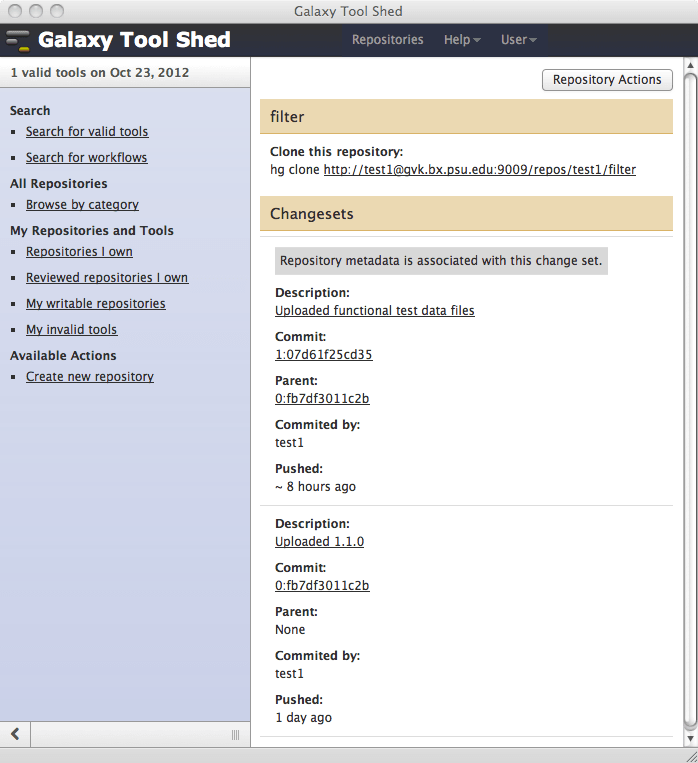 Galaxy Tool Shed
Galaxy Tool Shed
Repositories Help User
1 valid tools on Oct 23, 2012
Search
Search for valid tools
Search for workflows
All Repositories
Browse by category
My Repositories and Tools
Repositories I own
Reviewed repositories I own
My writable repositories
My invalid tools
Available Actions
Create new repository
Repository Actions
filter
Clone this repository:
hg clone http://test1@gvk.bx.psu.edu:9009/repos/test1/filter
Changesets
Repository metadata is associated with this change set.
Description:
Uploaded functional test data files
Commit:
1:07d61f25cd35
Parent:
0:fb7df3011c2b
Commited by:
test1
Pushed:
~ 8 hours ago
Description:
Uploaded 1.1.0
Commit:
0:fb7df3011c2b
Parent:
None
Commited by:
test1
Pushed:
1 day ago